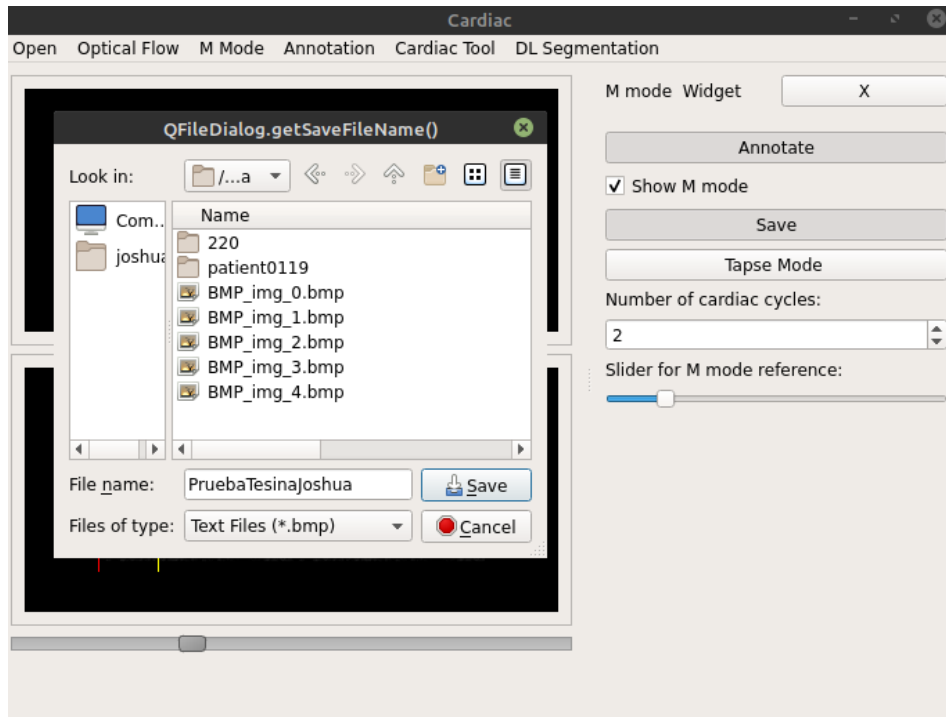 Cardiac
Open Optical Flow M Mode Annotation Cardiac Tool DL Segmentation
QFileDialog.getSaveFileName()
Look in:
/...a
Com..
joshua
Name
220
patient0119
BMP_img_0.bmp
BMP_img_1.bmp
BMP_img_2.bmp
BMP_img_3.bmp
BMP_img_4.bmp
File name:
PruebaTesinaJoshua
Save
Files of type:
Text Files (*.bmp)
Cancel
M mode Widget
X
Annotate
Show M mode
Save
Tapse Mode
Number of cardiac cycles:
2
Slider for M mode reference: